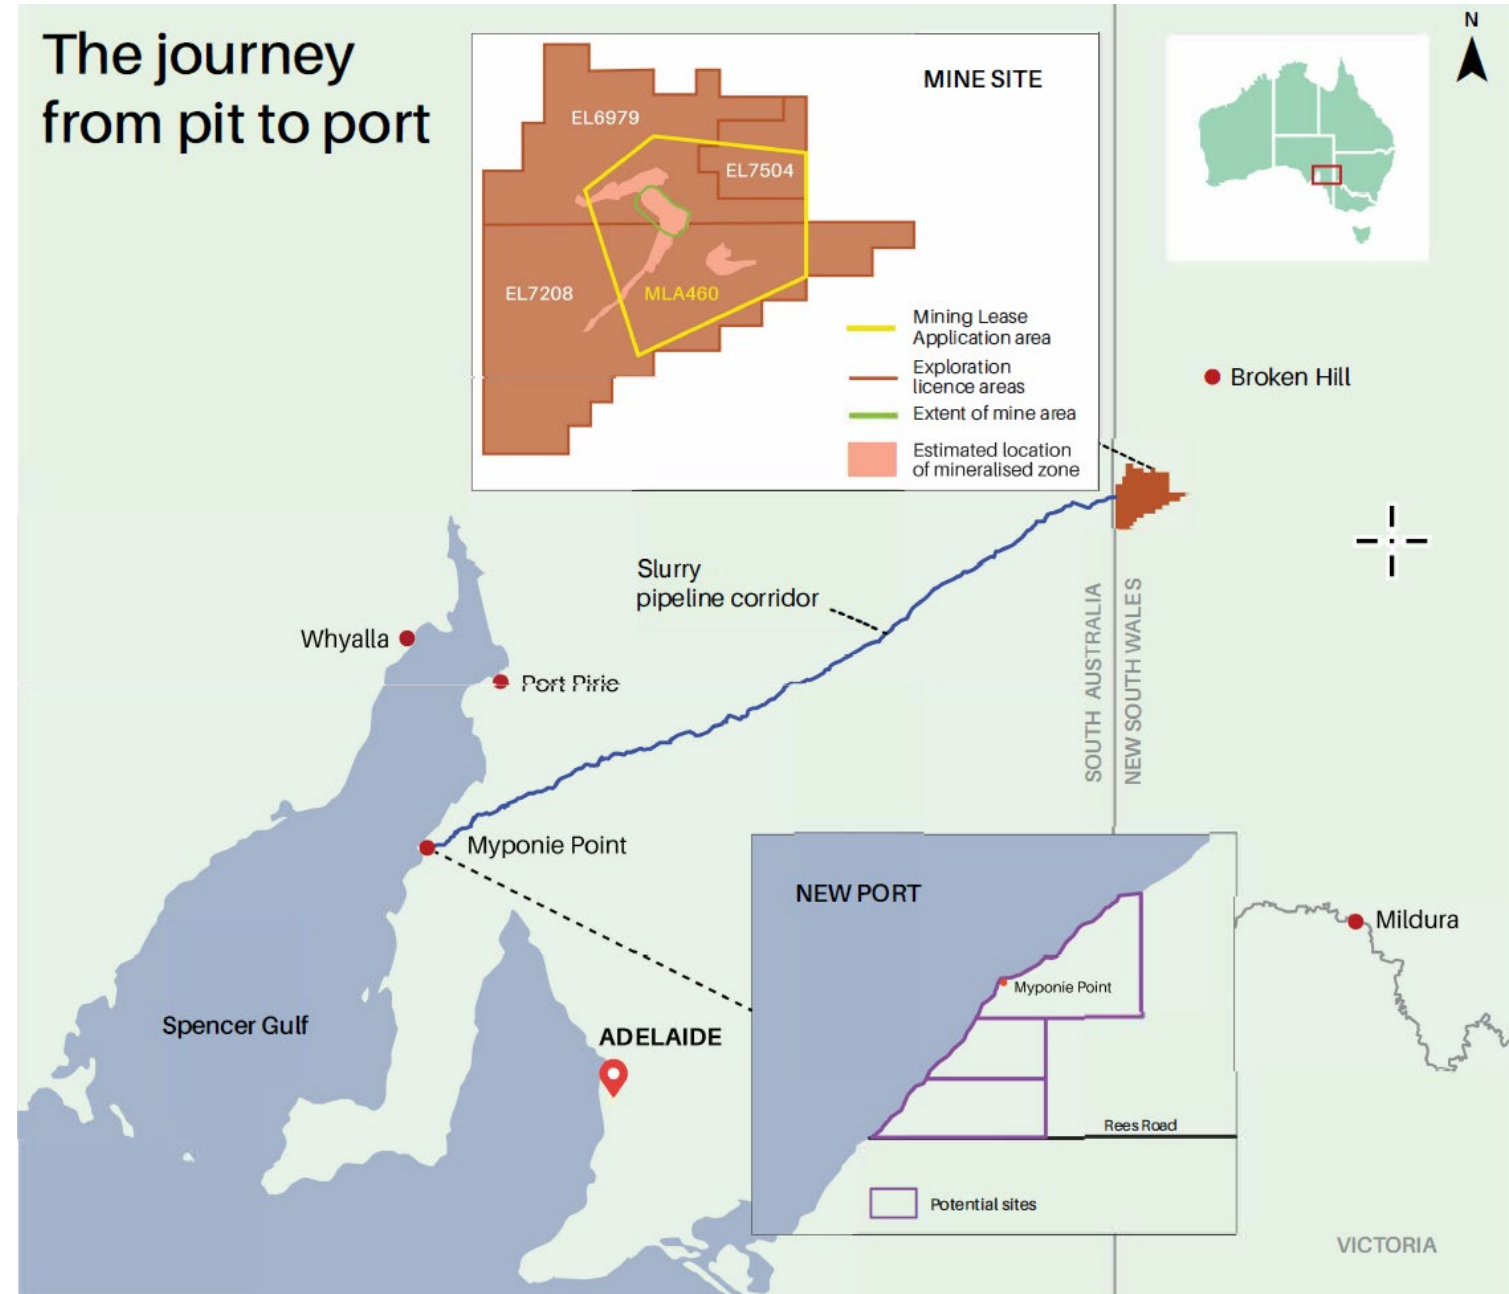 The journey
from pit to port
N
MINE SITE
EL6979
EL7504
EL7208
MLA460
Mining Lease
Application area
Exploration
licence areas
Extent of mine area
Estimated location
of mineralised zone
Broken Hill
Slurry
pipeline corridor
SOUTH AUSTRALIA
NEW SOUTH WALES
Whyalla
Port Pirie
Myponie Point
NEW PORT
Myponie Point
Rees Road
Potential sites
Mildura
Spencer Gulf
ADELAIDE
VICTORIA